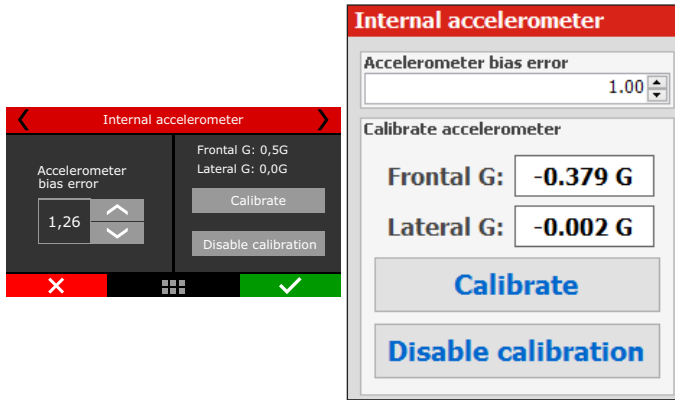 Internal accelerometer
Accelerometer
bias error
1,26
Frontal G: 0,5G
Lateral G: 0,0G
Calibrate
Disable calibration
Internal accelerometer
Accelerometer bias error
1.00
Calibrate accelerometer
Frontal G: -0.379 G
Lateral G: -0.002 G
Calibrate
Disable calibration